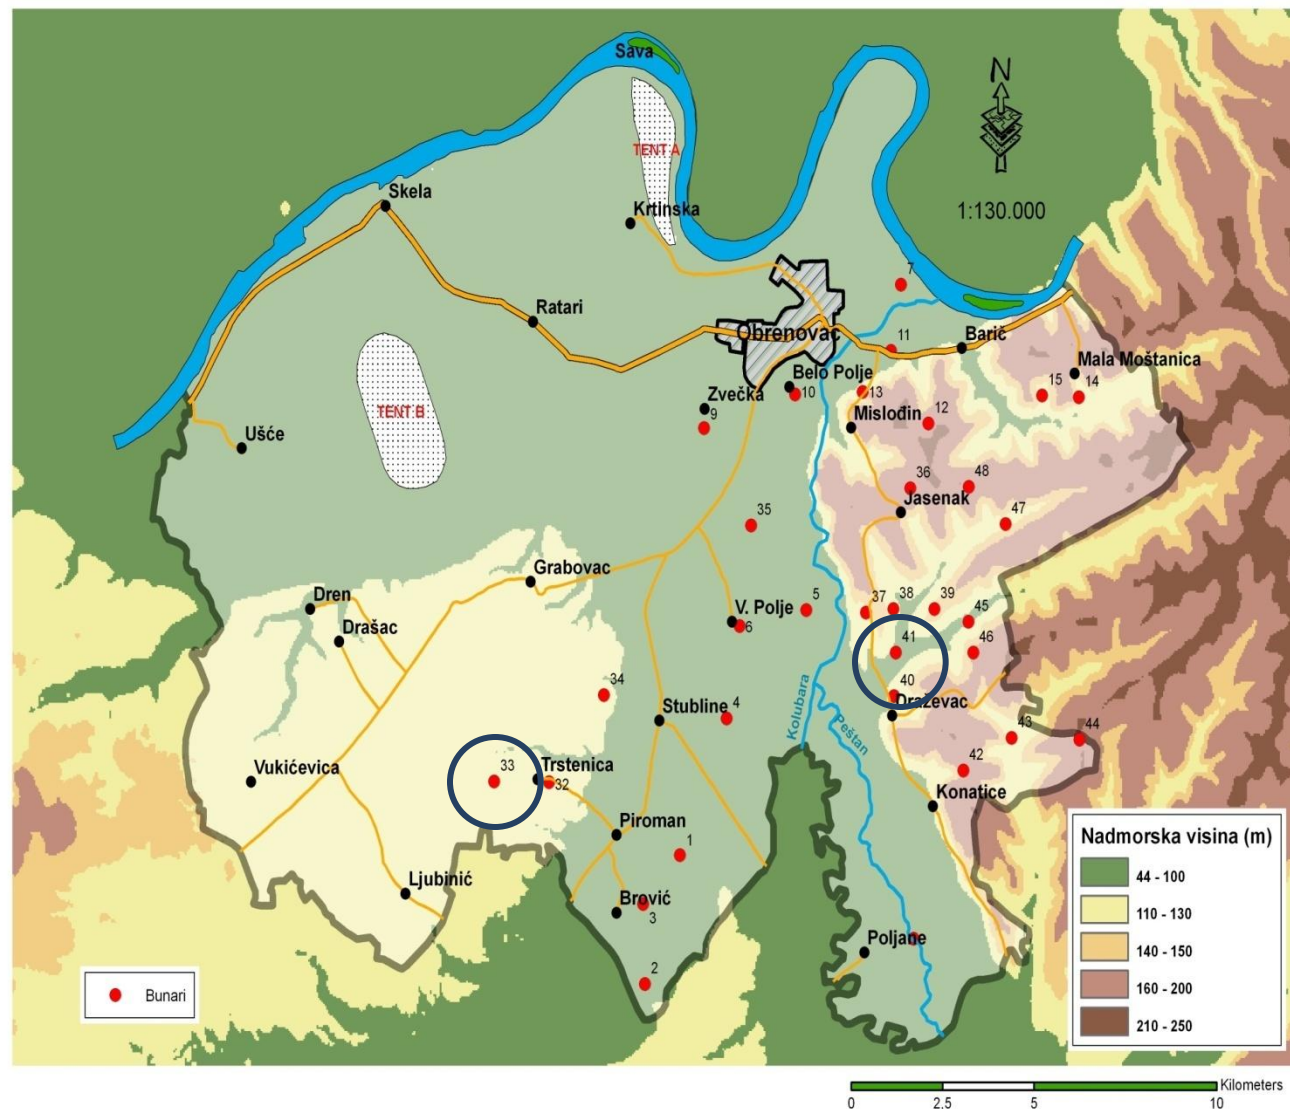 Sava
N
TENT A
Skela
Krtinska
1:130.000
7
Ratari
Obrenovac
11
Barič
Belo Polje
Mala Moštanica
10
13
15
14
Zvečka
TENT B
9
Mislođin
12
Ušće
36
48
Jasenak
35
47
Grabovac
Dren
V. Polje
5
37
38
39
45
6
Drašac
41
46
34
40
Kolubara
Peštan
Draževac
Stubline
4
43
44
33
Trstenica
32
42
Vukićevica
Konatice
Piroman
1
Ljubinić
Brović
3
Poljane
2
Bunari
Nadmorska visina (m)
44 - 100
110 - 130
140 - 150
160 - 200
210 - 250
Kilometers
0 2.5 5 10